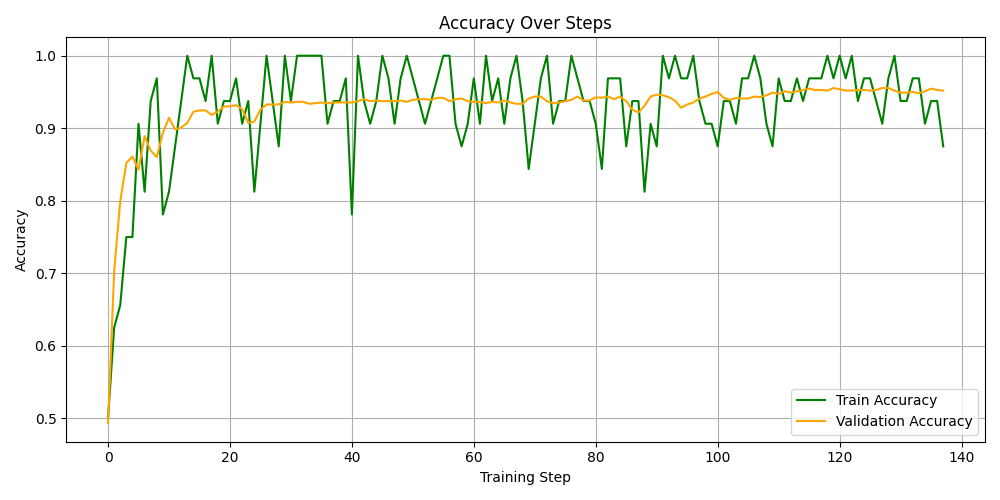 Accuracy Over Steps
1.0
0.9
0.8
0.7
0.6
0.5
Accuracy
0 20 40 60 80 100 120 140
Training Step
Train Accuracy
Validation Accuracy